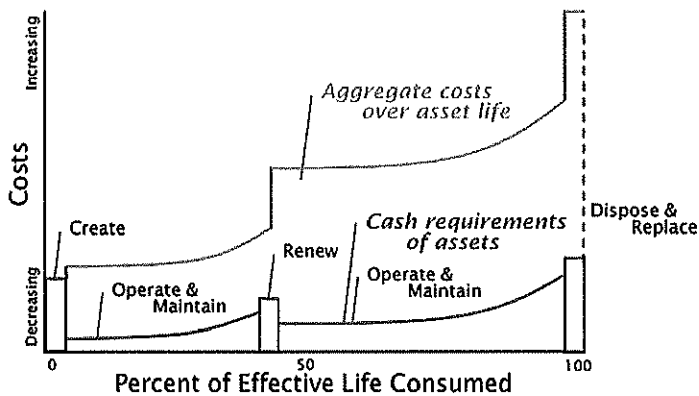 Increasing
Costs
Decreasing
Aggregate costs
over asset life
Create
Operate &
Maintain
Renew
Cash requirements
of assets
Operate &
Maintain
Dispose &
Replace
0
50
100
Percent of Effective Life Consumed